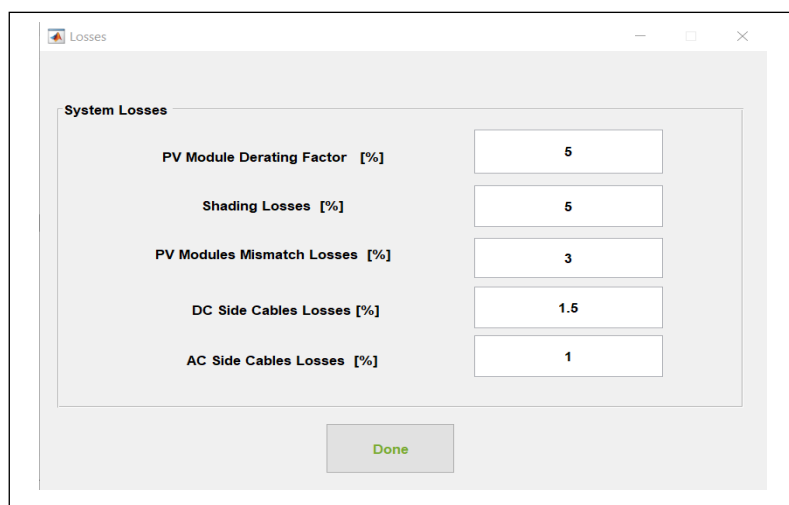 Losses
System Losses
PV Module Derating Factor [%] 5
Shading Losses [%] 5
PV Modules Mismatch Losses [%] 3
DC Side Cables Losses [%] 1.5
AC Side Cables Losses [%] 1
Done